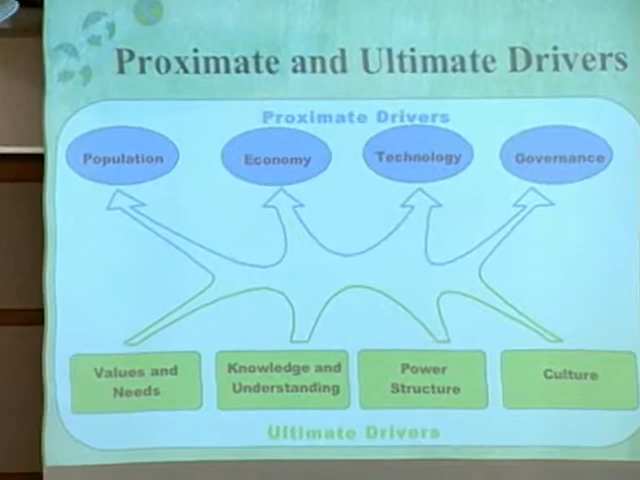 Proximate and Ultimate Drivers
Proximate Drivers
Population
Economy
Technology
Governance
Values and
Needs
Knowledge and
Understanding
Power
Structure
Culture
Ultimate Drivers